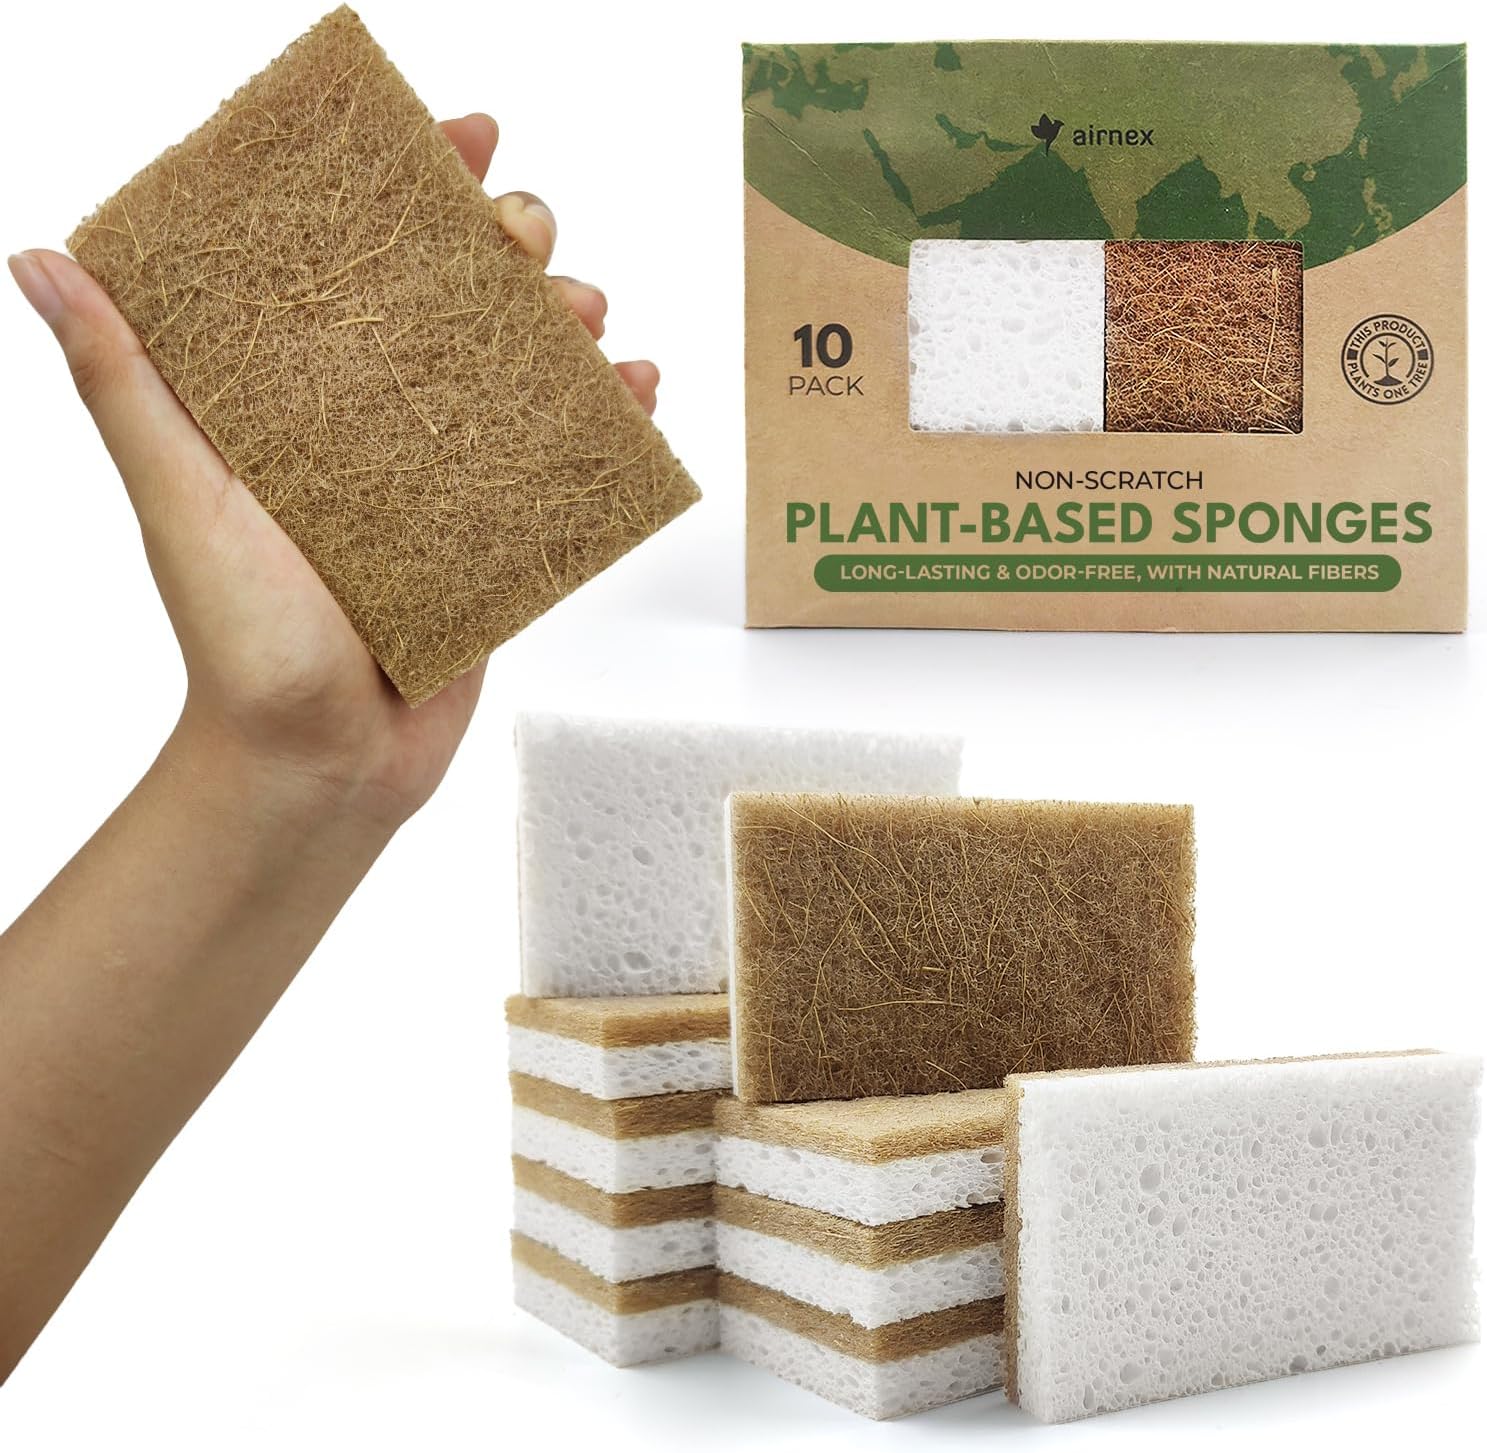 airnex
10
PACK
THIS PRODUCT
PLANTS ONE TREE
NON-SCRATCH
PLANT-BASED SPONGES
LONG-LASTING & ODOR-FREE, WITH NATURAL FIBERS